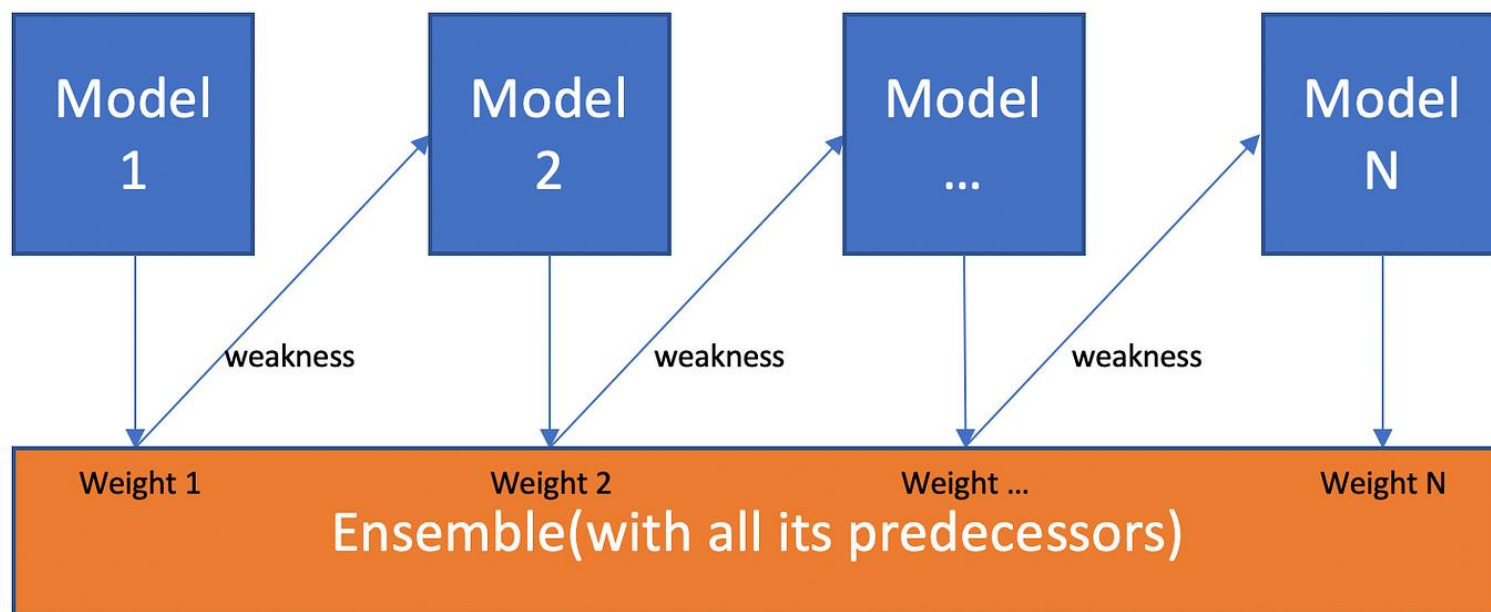 Model
1
Model
2
Model
...
Model
N
weakness
weakness
weakness
Weight 1
Weight 2
Weight ...
Weight N
Ensemble(with all its predecessors)